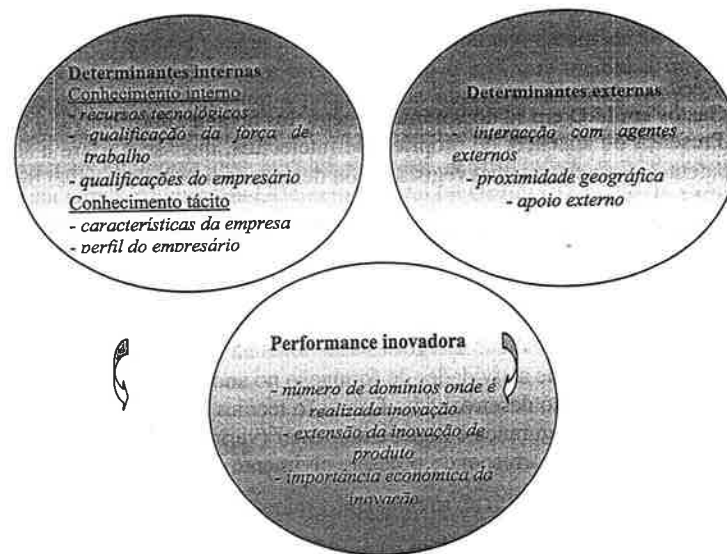 Determinantes internas
Conhecimento interno
- recursos tecnológicos
- qualificação da força de
trabalho
- qualificações do empresário
Conhecimento tácito
- características da empresa
- perfil do empresário
Determinantes externas
- interacção com agentes
externos
- proximidade geográfica
- apoio externo
Performance inovadora
- número de domínios onde é
realizada inovação
- extensão da inovação de
produto
- importância económica da
inovação